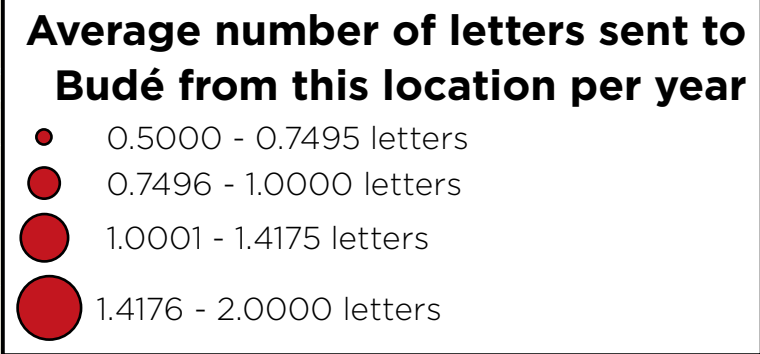 Average number of letters sent to
Budé from this location per year
0.5000 - 0.7495 letters
0.7496 - 1.0000 letters
1.0001 - 1.4175 letters
1.4176 - 2.0000 letters